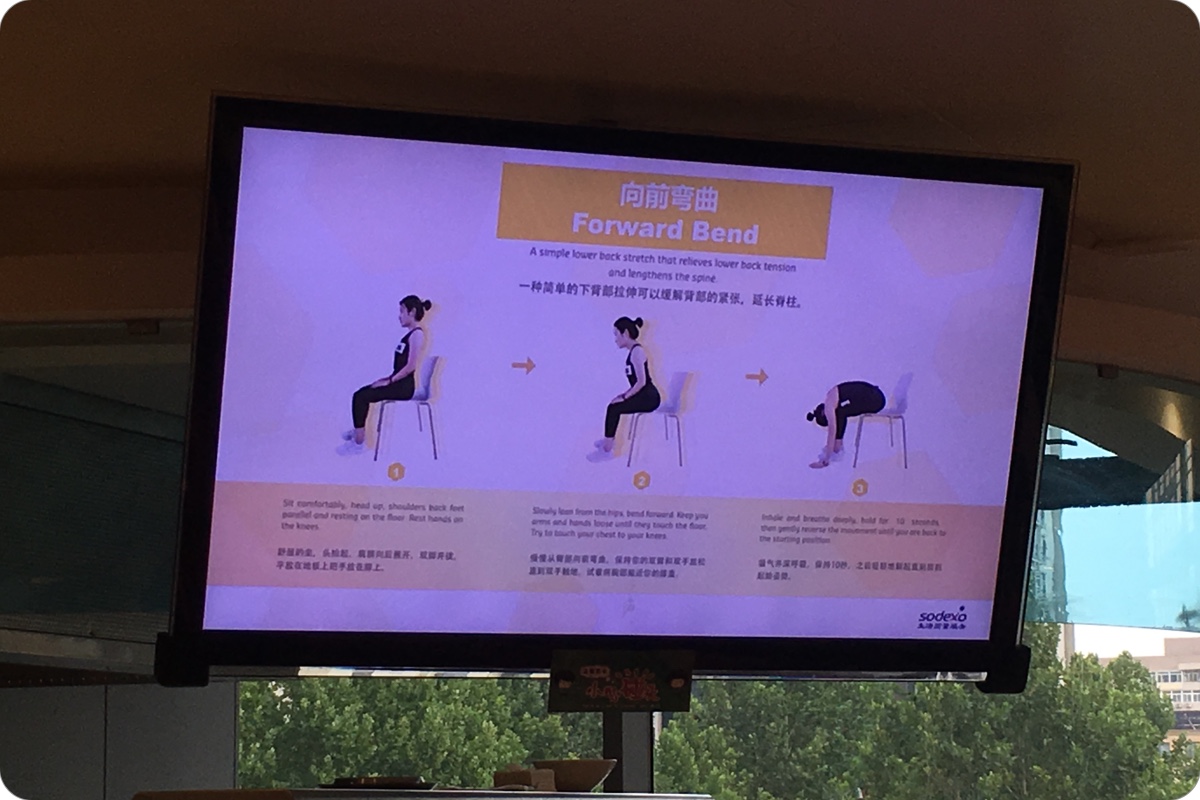 向前弯曲
Forward Bend
A simple lower back stretch that relieves lower back tension
and lengthens the spine.
一种简单的下背部拉伸可以缓解背部的紧张，延长脊柱。
1
2
3
Sit comfortably, head up, shoulders back feet
parallel and resting on the floor. Rest hands on
the knees.
舒服的坐，头抬起，肩膀向后展开，双脚并拢，
平放在地板上把手放在膝上。
Slowly lean from the hips, bend forward. Keep you
arms and hands loose until they touch the floor.
Try to touch your chest to your knees.
慢慢从臀部向前弯曲，保持你的双臂和双手放松
直到双手触地，试着将胸部贴近你的膝盖。
Inhale and breathe deeply, hold for 10 seconds,
then gently reverse the movement until you are back to
the starting position.
吸气并深呼吸，保持10秒，之后轻轻地
起始姿势。
sodexo